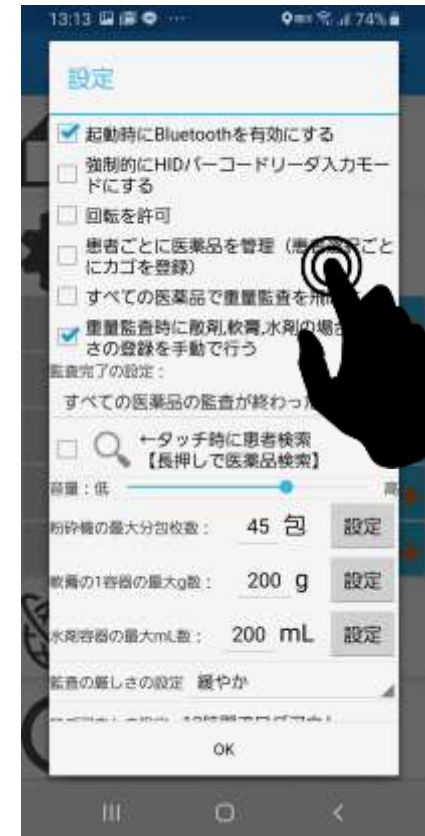 13:13 74%
設定
起動時にBluetoothを有効にする
強制的にHIDバーコードリーダ入力モー
ドにする
回転を許可
患者ごとに医薬品を管理（患 ごと
にカゴを登録）
すべての医薬品で重量監査を
重量監査時に散剤,軟膏,水剤の場
さの登録を手動で行う
監査完了の設定：
すべての医薬品の監査が終わっ
←タッチ時に患者検索
【長押しで医薬品検索】
容量：低 高
粉砕機の最大分包枚数： 45 包 設定
軟膏の1容器の最大g数： 200 g 設定
水剤容器の最大mL数： 200 mL 設定
監査の厳しさの設定 緩やか
OK